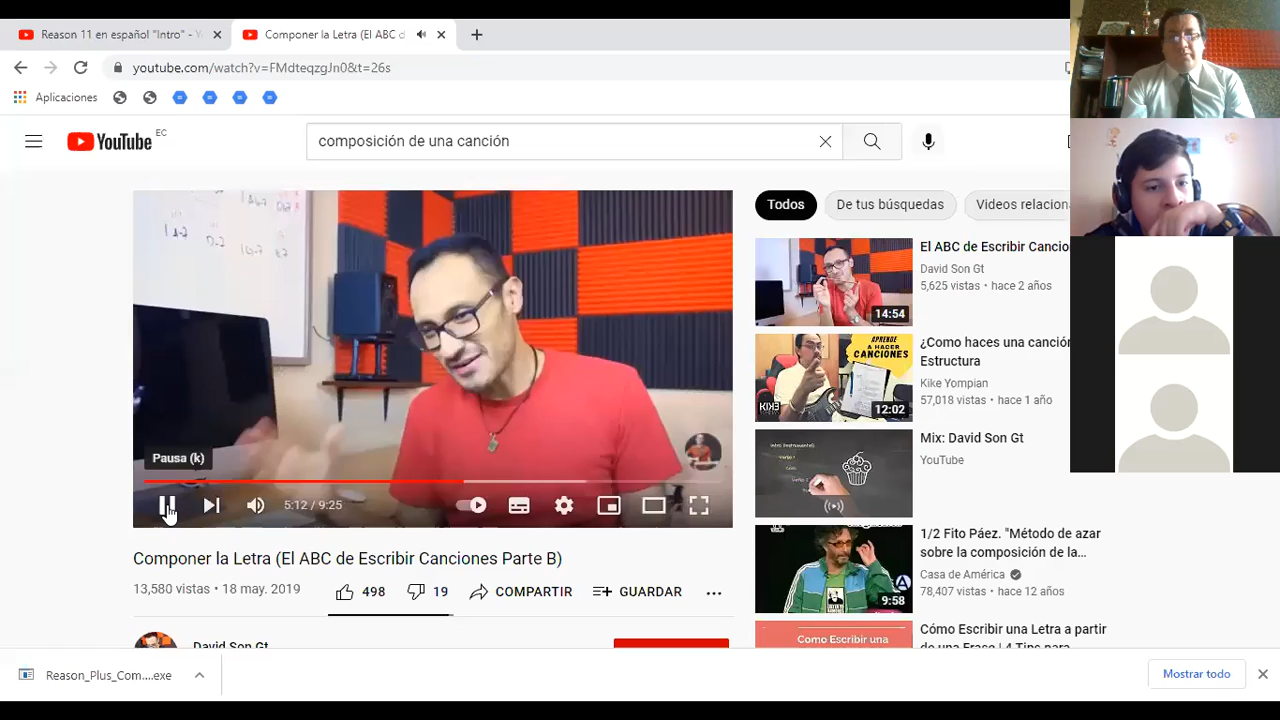 Reason 11 en español "Intro" - Y
Componer la Letra (El ABC d
youtube.com/watch?v=FMdteqzgJn0&t=26s
Aplicaciones
YouTube EC
composición de una canción
Todos
De tus búsquedas
Videos relacion
Pausa (k)
5:12 / 9:25
Componer la Letra (El ABC de Escribir Canciones Parte B)
13,580 vistas • 18 may. 2019
498
19
COMPARTIR
GUARDAR
David Son Gt
14:54
El ABC de Escribir Cancio
David Son Gt
5,625 vistas • hace 2 años
APRENDE
A HACER
CANCIONES
KIKE
12:02
¿Como haces una canción
Estructura
Kike Yompian
57,018 vistas • hace 1 año
Mix: David Son Gt
YouTube
9:58
1/2 Fito Páez. "Método de azar
sobre la composición de la...
Casa de América
78,407 vistas • hace 12 años
Como Escribir una
Cómo Escribir una Letra a partir
de una Frase | 4 Tips para
Reason_Plus_Com....exe
Mostrar todo